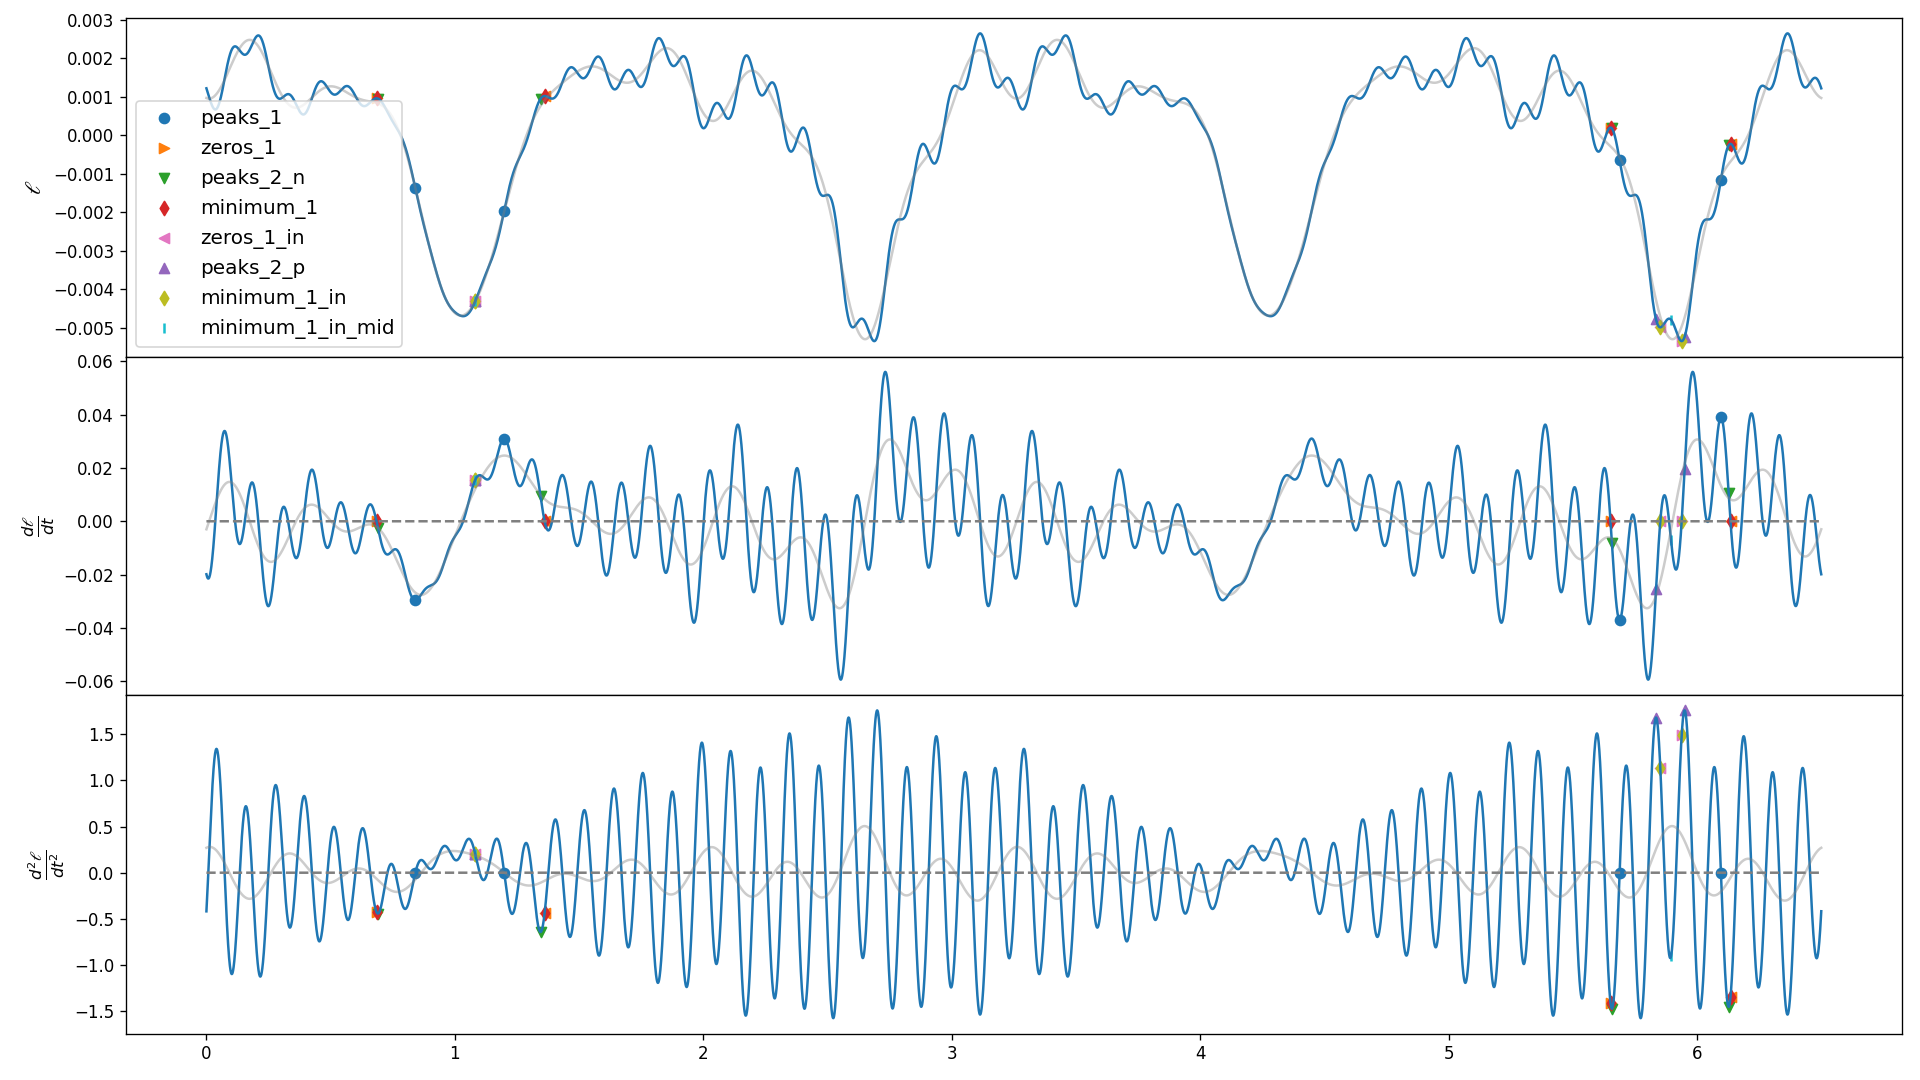 0.003
0.002
0.001
0.000
−0.001
−0.002
−0.003
−0.004
−0.005
ℓ
peaks_1
zeros_1
peaks_2_n
minimum_1
zeros_1_in
peaks_2_p
minimum_1_in
minimum_1_in_mid
0.06
0.04
0.02
0.00
−0.02
−0.04
−0.06
dℓ
dt
1.5
1.0
0.5
0.0
−0.5
−1.0
−1.5
d²ℓ
dt²
0 1 2 3 4 5 6